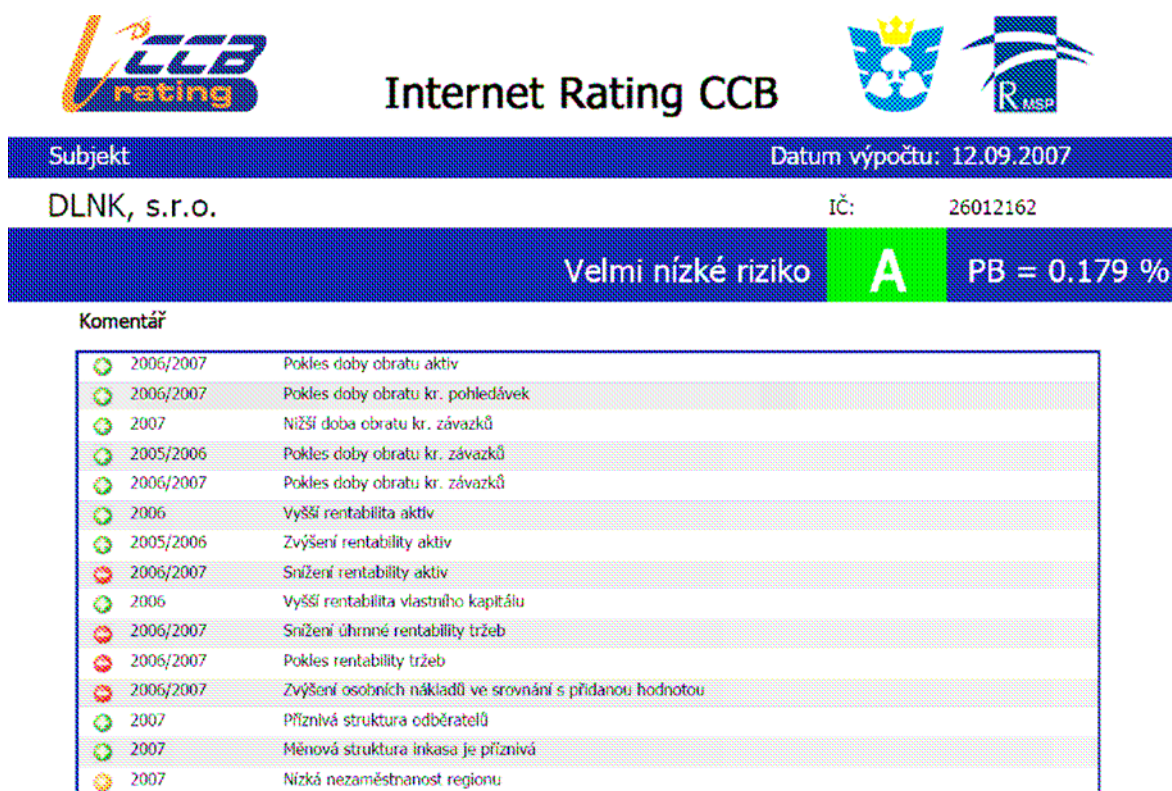 CCB
rating
Internet Rating CCB
R MSP
Subjekt Datum výpočtu: 12.09.2007
DLNK, s.r.o. IČ: 26012162
Velmi nízké riziko A PB = 0.179 %
Komentář
2006/2007 Pokles doby obratu aktiv
2006/2007 Pokles doby obratu kr. pohledávek
2007 Nižší doba obratu kr. závazků
2005/2006 Pokles doby obratu kr. závazků
2006/2007 Pokles doby obratu kr. závazků
2006 Vyšší rentabilita aktiv
2005/2006 Zvýšení rentability aktiv
2006/2007 Snížení rentability aktiv
2006 Vyšší rentabilita vlastního kapitálu
2006/2007 Snížení úhrnné rentability tržeb
2006/2007 Pokles rentability tržeb
2006/2007 Zvýšení osobních nákladů ve srovnání s přidanou hodnotou
2007 Příznivá struktura odběratelů
2007 Měnová struktura inkasa je příznivá
2007 Nízká nezaměstnanost regionu